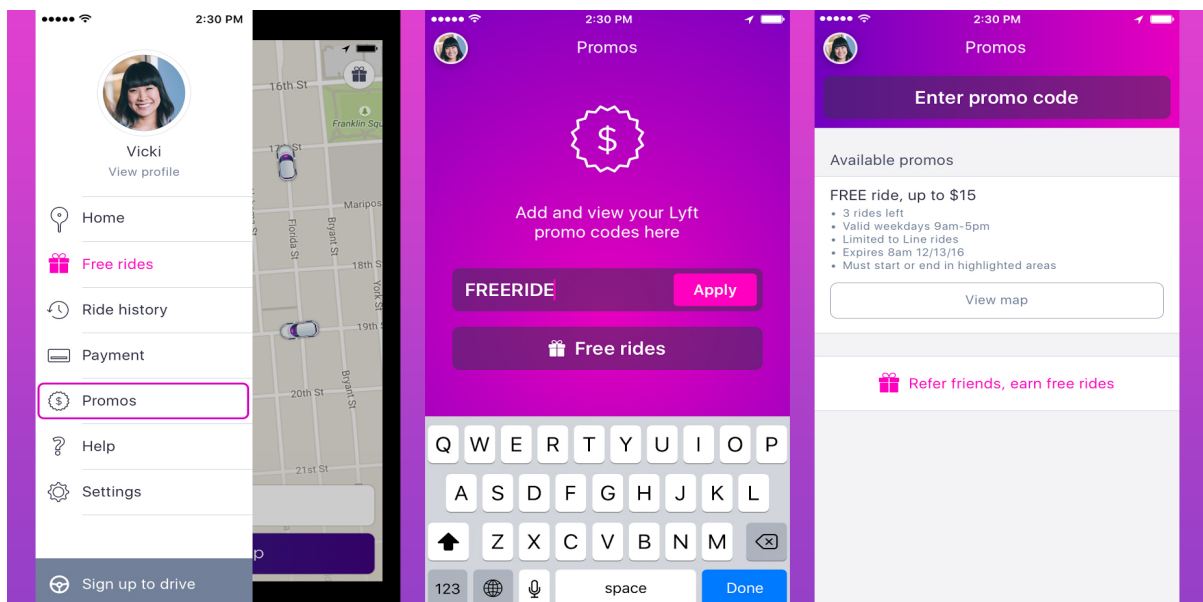 2:30 PM
Vicki
View profile
Home
Free rides
Ride history
Payment
Promos
Help
Settings
Sign up to drive
16th St
Franklin Squ
17th St
Mariposa
Florida St
Bryant St
18th S
York St
19th
20th St
Bryant St
21st St
p
2:30 PM
Promos
Add and view your Lyft
promo codes here
FREERIDE
Apply
Free rides
Q W E R T Y U I O P
A S D F G H J K L
Z X C V B N M
123
space
Done
2:30 PM
Promos
Enter promo code
Available promos
FREE ride, up to $15
• 3 rides left
• Valid weekdays 9am-5pm
• Limited to Line rides
• Expires 8am 12/13/16
• Must start or end in highlighted areas
View map
Refer friends, earn free rides